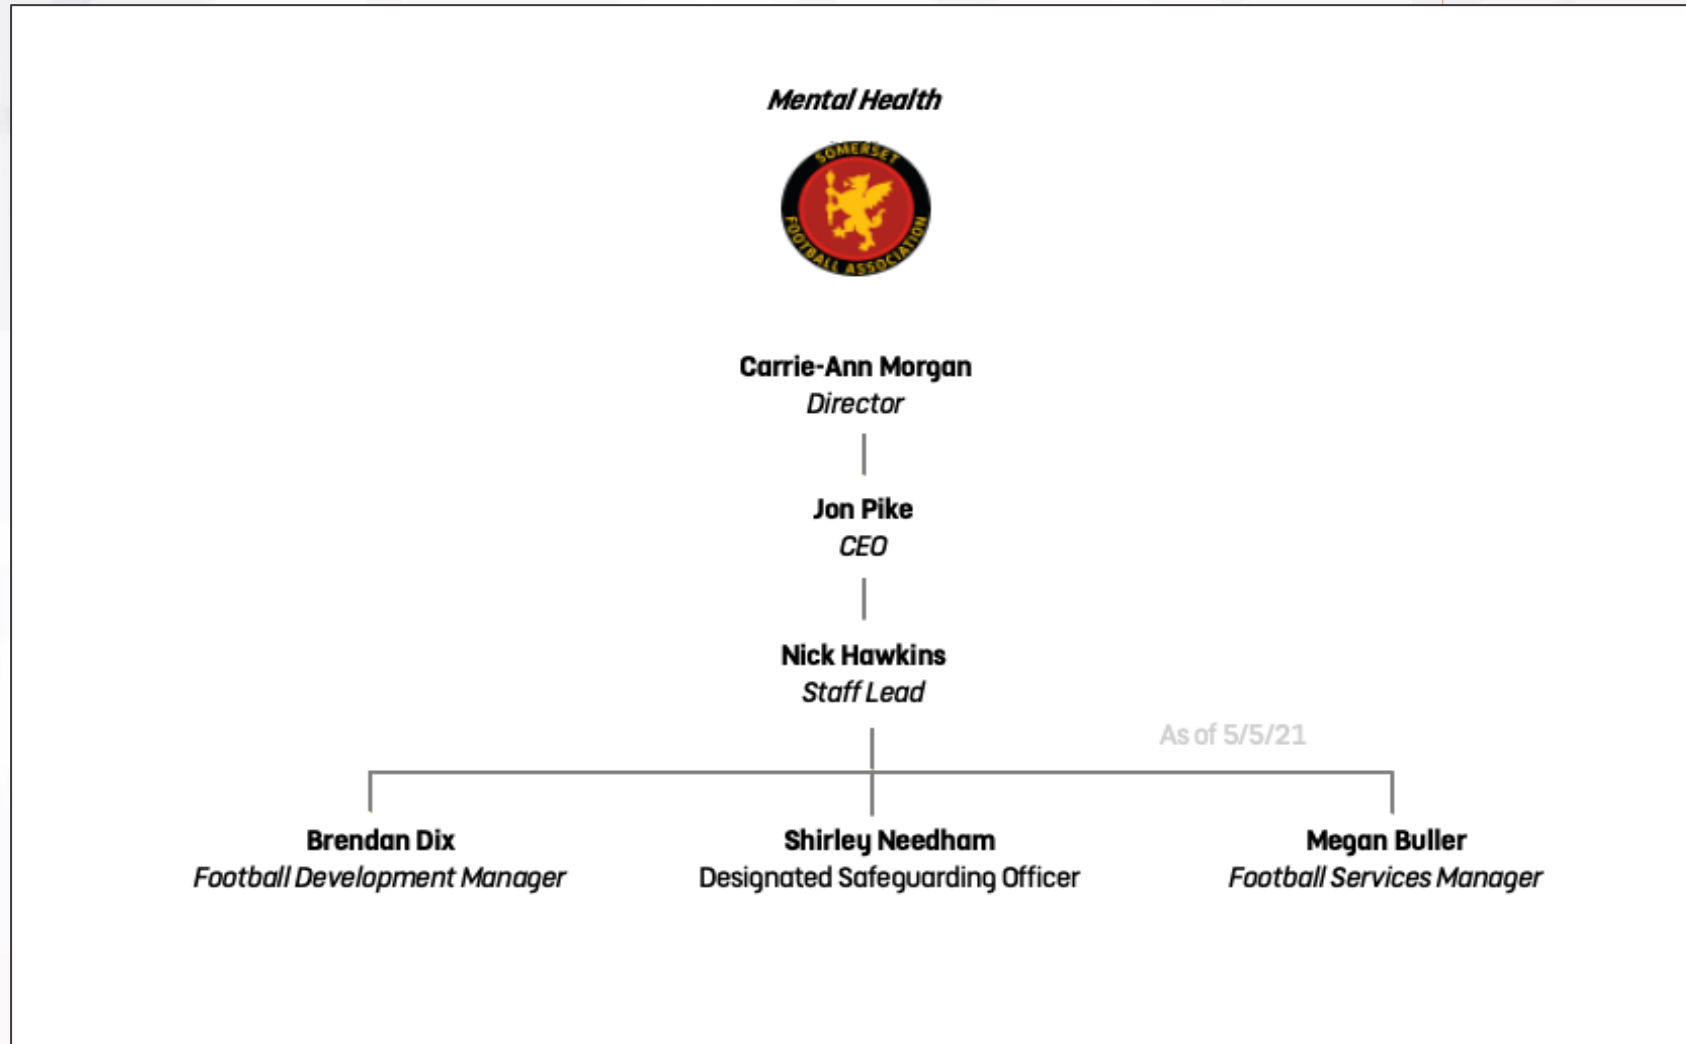 Mental Health
SOMERSET
FOOTBALL ASSOCIATION
Carrie-Ann Morgan
Director
Jon Pike
CEO
Nick Hawkins
Staff Lead
As of 5/5/21
Brendan Dix
Football Development Manager
Shirley Needham
Designated Safeguarding Officer
Megan Buller
Football Services Manager